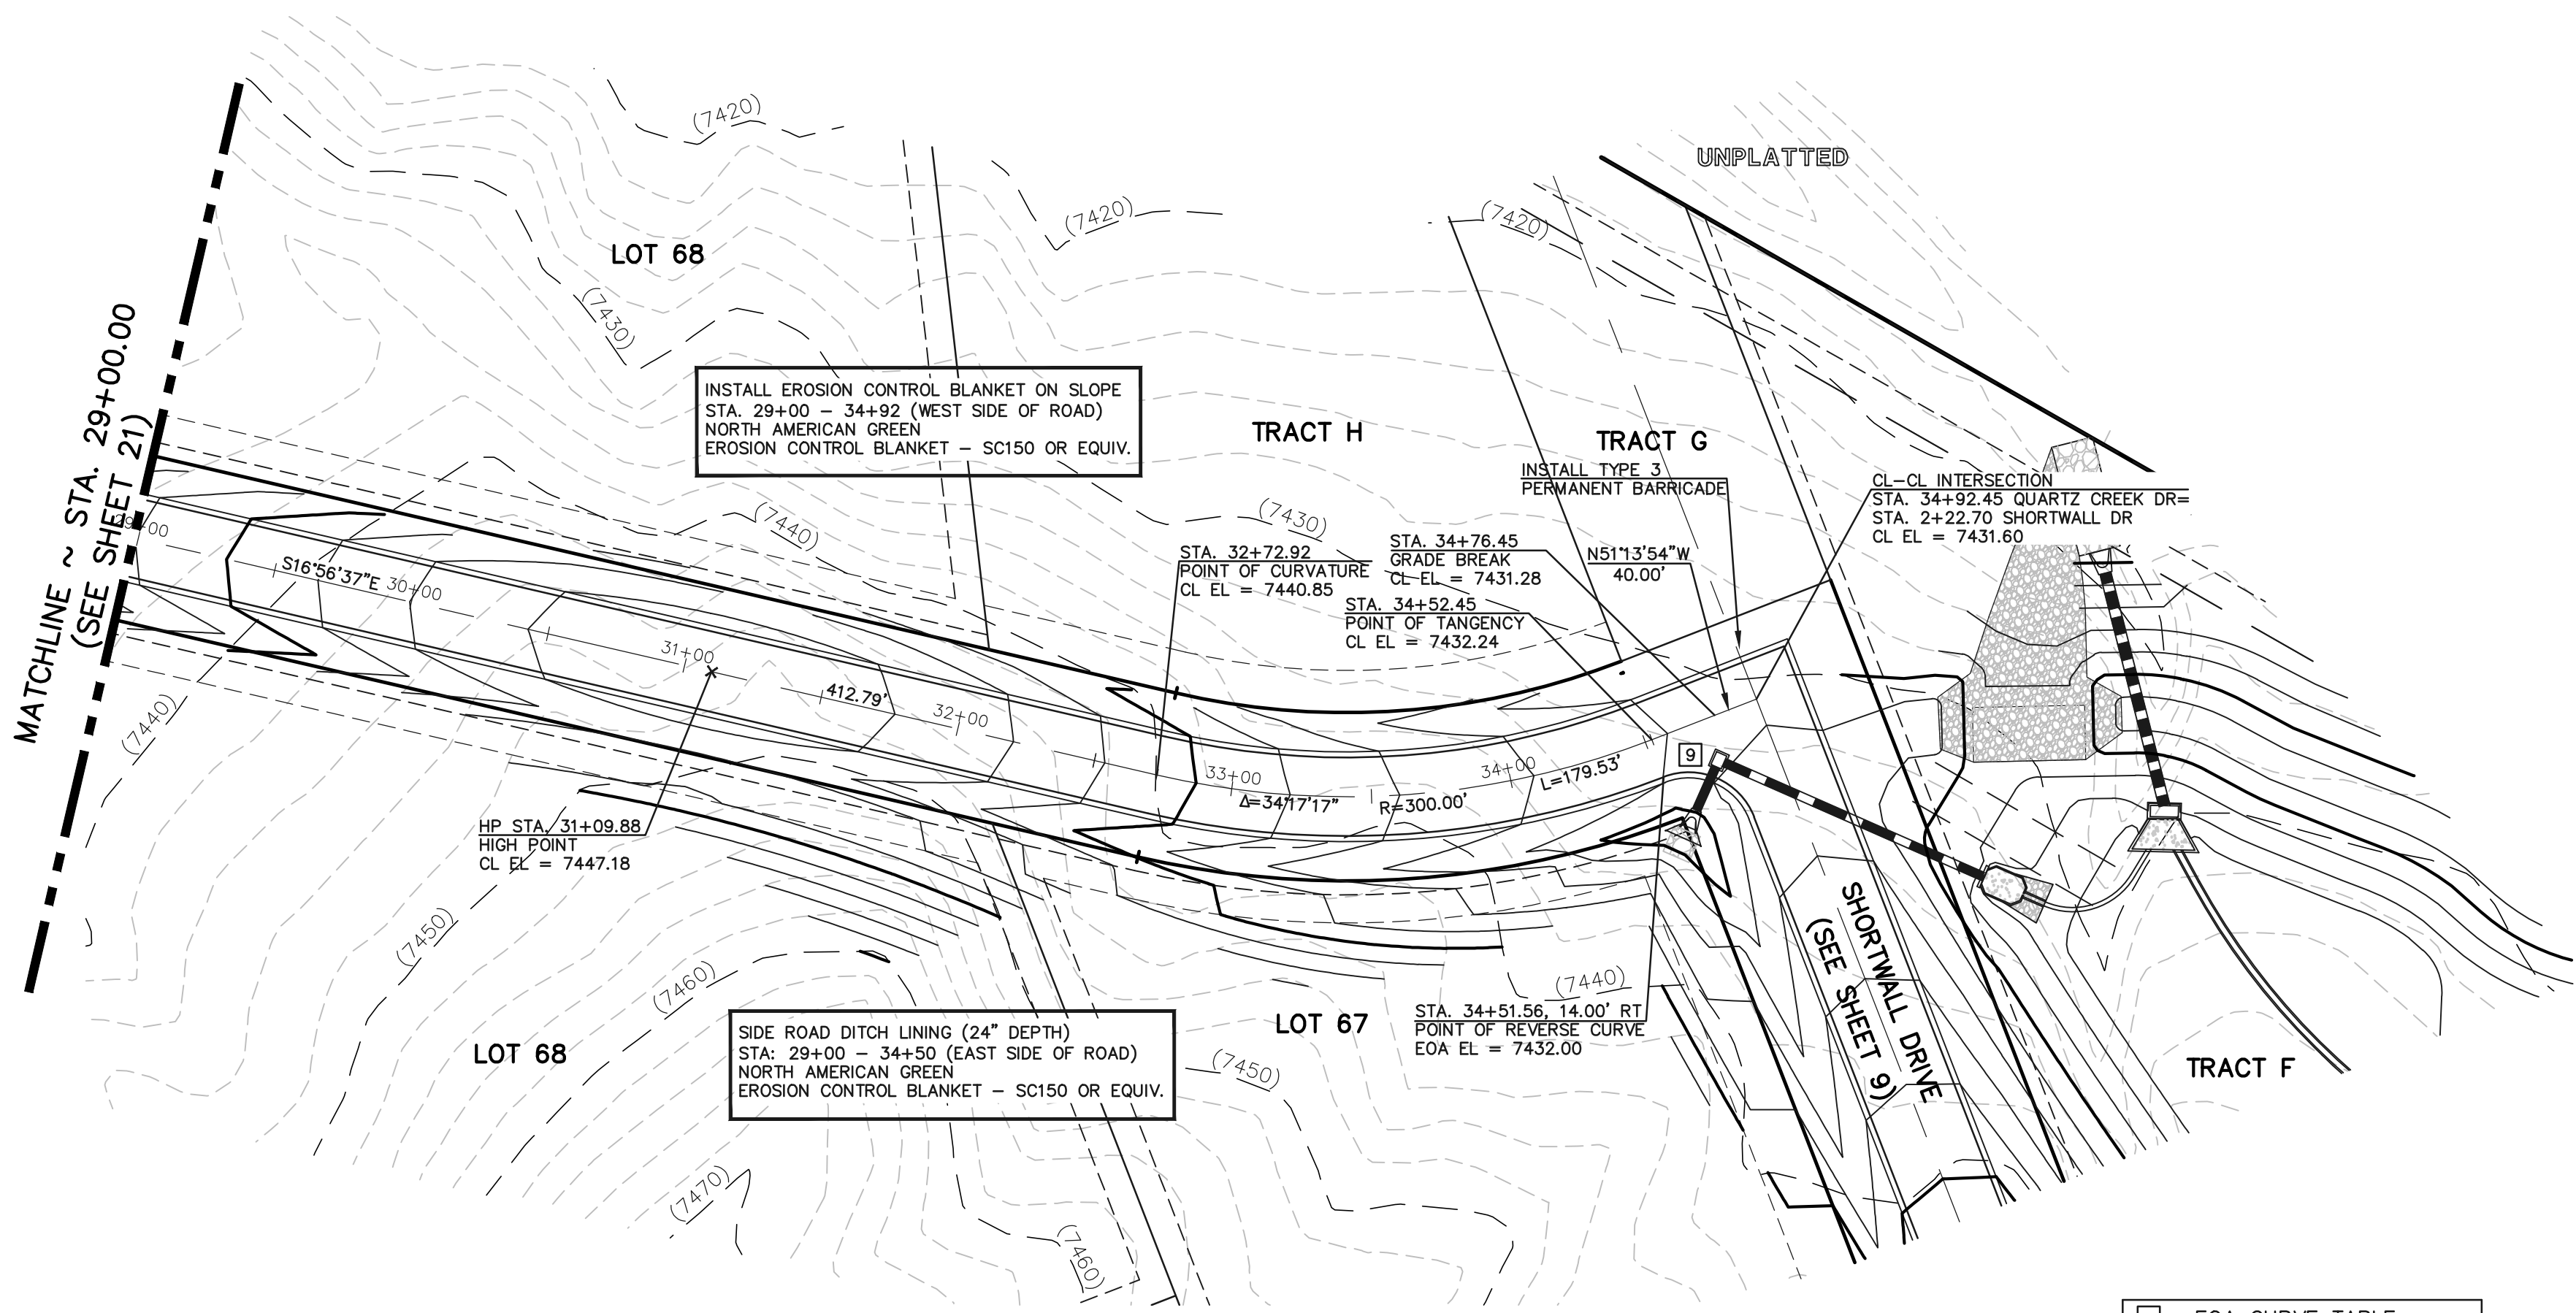 (7420)
UNPLATTED
(7420)
(7420)
LOT 68
(7430)
MATCHLINE ~ STA. 29+00.00
(SEE SHEET 21)
INSTALL EROSION CONTROL BLANKET ON SLOPE
STA. 29+00 – 34+92 (WEST SIDE OF ROAD)
NORTH AMERICAN GREEN
EROSION CONTROL BLANKET – SC150 OR EQUIV.
TRACT H
TRACT G
INSTALL TYPE 3
PERMANENT BARRICADE
CL–CL INTERSECTION
STA. 34+92.45 QUARTZ CREEK DR=
STA. 2+22.70 SHORTWALL DR
CL EL = 7431.60
(7440)
(7430)
29+00
STA. 32+72.92
POINT OF CURVATURE
CL EL = 7440.85
STA. 34+76.45
GRADE BREAK
CL EL = 7431.28
N51°13'54"W
40.00'
STA. 34+52.45
POINT OF TANGENCY
CL EL = 7432.24
S16°56'37"E
30+00
31+00
412.79'
32+00
33+00
34+00
Δ=34°17'17"
R=300.00'
L=179.53'
9
(7440)
HP STA. 31+09.88
HIGH POINT
CL EL = 7447.18
(7450)
(7460)
SHORTWALL DRIVE
(SEE SHEET 9)
(7440)
STA. 34+51.56, 14.00' RT
POINT OF REVERSE CURVE
EOA EL = 7432.00
LOT 67
LOT 68
SIDE ROAD DITCH LINING (24" DEPTH)
STA: 29+00 – 34+50 (EAST SIDE OF ROAD)
NORTH AMERICAN GREEN
EROSION CONTROL BLANKET – SC150 OR EQUIV.
(7450)
TRACT F
(7470)
(7460)
EOA CURVE TABLE